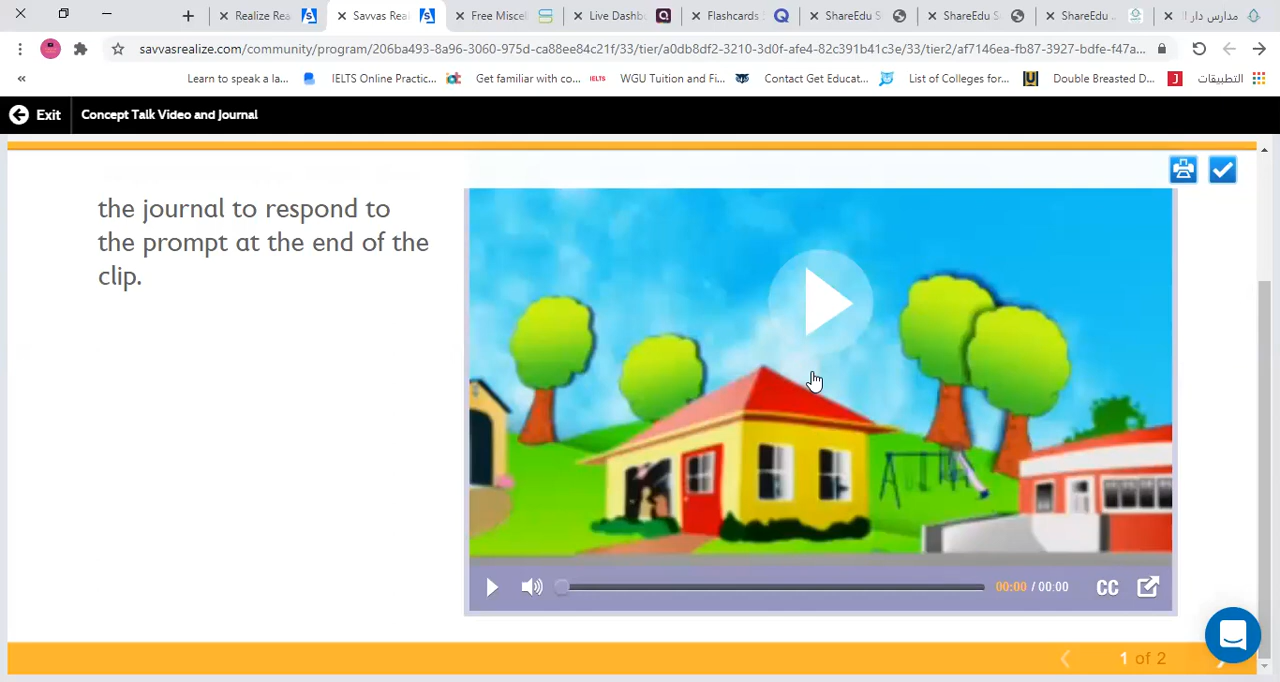 Realize Rea
Savvas Rea
Free Miscel
Live Dashb
Flashcards
ShareEdu S
ShareEdu S
ShareEdu
مدارس دار ا
savvasrealize.com/community/program/206ba493-8a96-3060-975d-ca88ee84c21f/33/tier/a0db8df2-3210-3d0f-afe4-82c391b41c3e/33/tier2/af7146ea-fb87-3927-bdfe-f47a...
Learn to speak a la...
IELTS Online Practic...
Get familiar with co...
IELTS
WGU Tuition and Fi...
Contact Get Educat...
List of Colleges for...
Double Breasted D...
التطبيقات
Exit
Concept Talk Video and Journal
the journal to respond to
the prompt at the end of the
clip.
00:00 / 00:00
CC
1 of 2